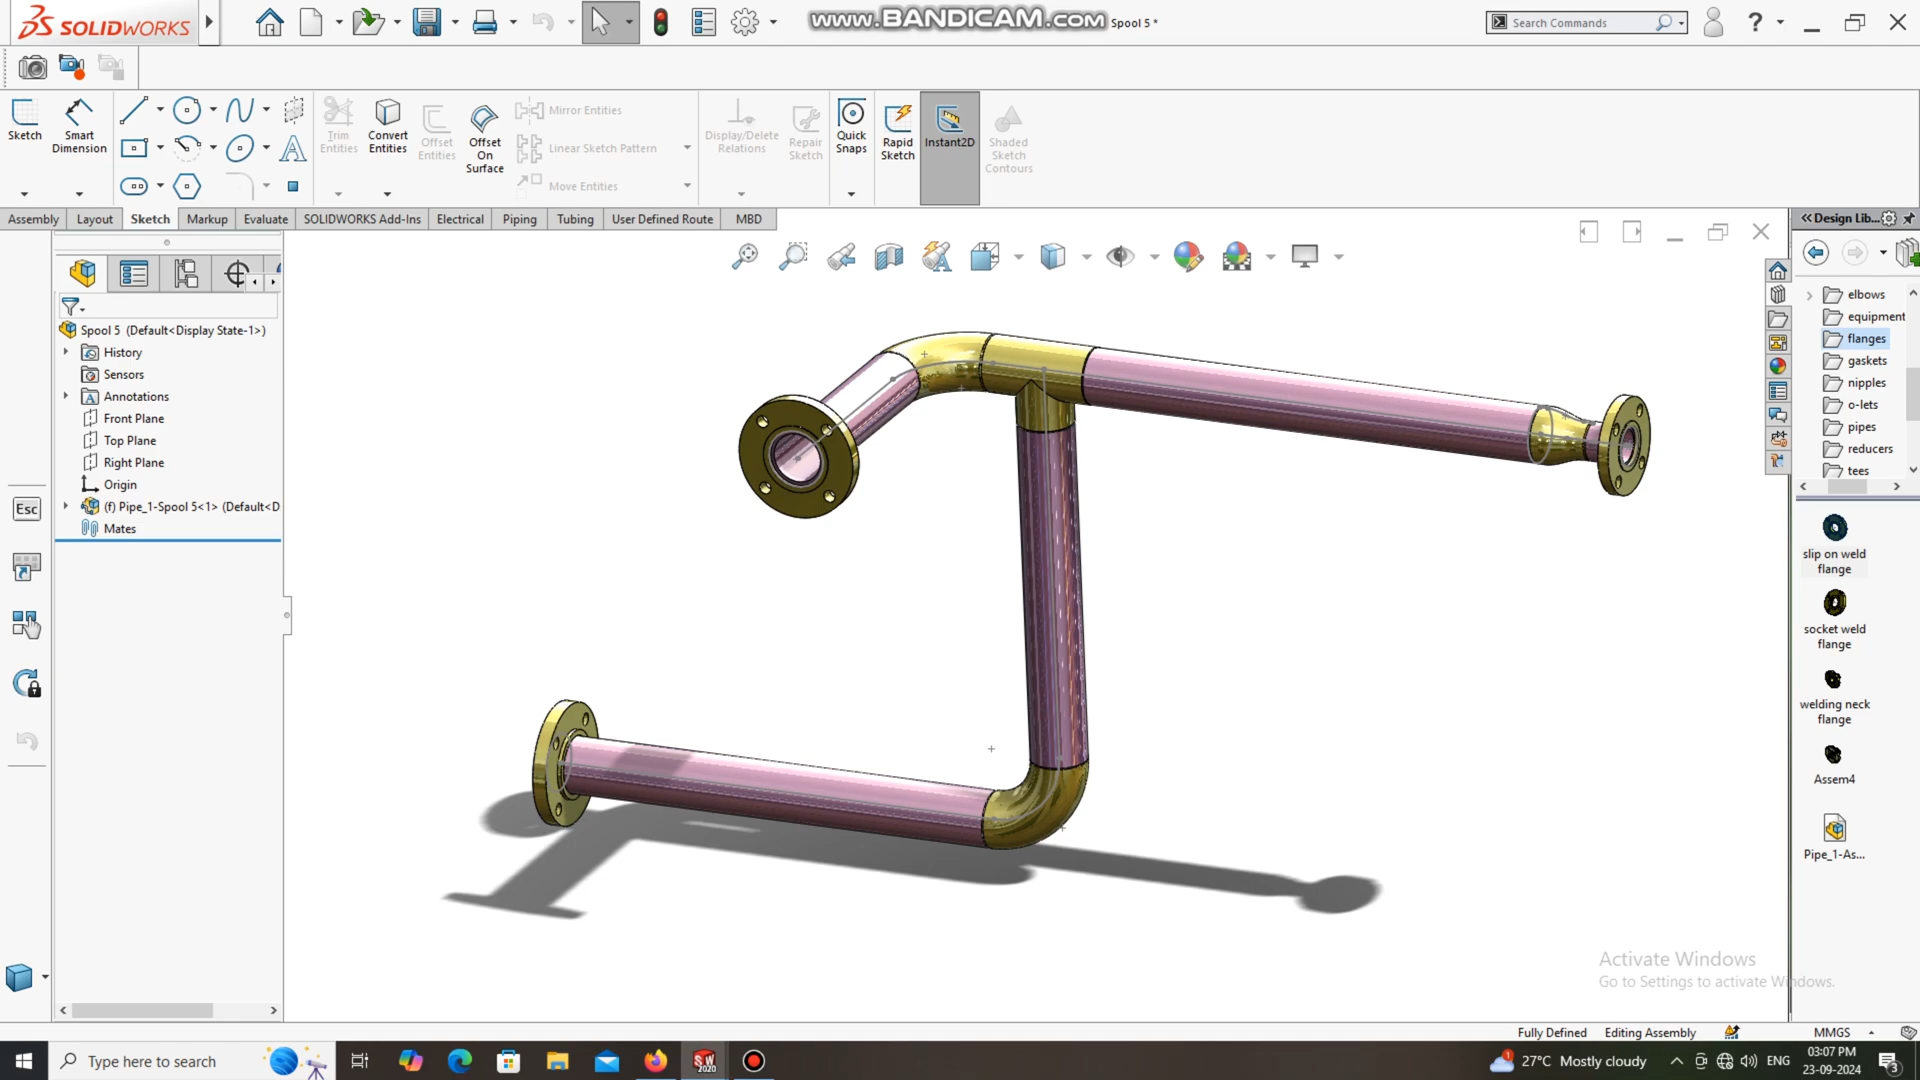 SOLIDWORKS
www.BANDICAM.com
Spool 5 *
Search Commands
?
Sketch
Smart
Dimension
Trim
Entities
Convert
Entities
Offset
Entities
Offset
On
Surface
Mirror Entities
Linear Sketch Pattern
Move Entities
Display/Delete
Relations
Repair
Sketch
Quick
Snaps
Rapid
Sketch
Instant2D
Shaded
Sketch
Contours
Assembly
Layout
Sketch
Markup
Evaluate
SOLIDWORKS Add-Ins
Electrical
Piping
Tubing
User Defined Route
MBD
Spool 5 (Default<Display State-1>)
History
Sensors
Annotations
Front Plane
Top Plane
Right Plane
Origin
(f) Pipe_1-Spool 5<1> (Default<D
Mates
Esc
Design Lib...
elbows
equipment
flanges
gaskets
nipples
o-lets
pipes
reducers
tees
slip on weld
flange
socket weld
flange
welding neck
flange
Assem4
Pipe_1-As...
Activate Windows
Go to Settings to activate Windows.
Fully Defined
Editing Assembly
MMGS
Type here to search
SW
2020
1
27°C Mostly cloudy
ENG
03:07 PM
23-09-2024
3